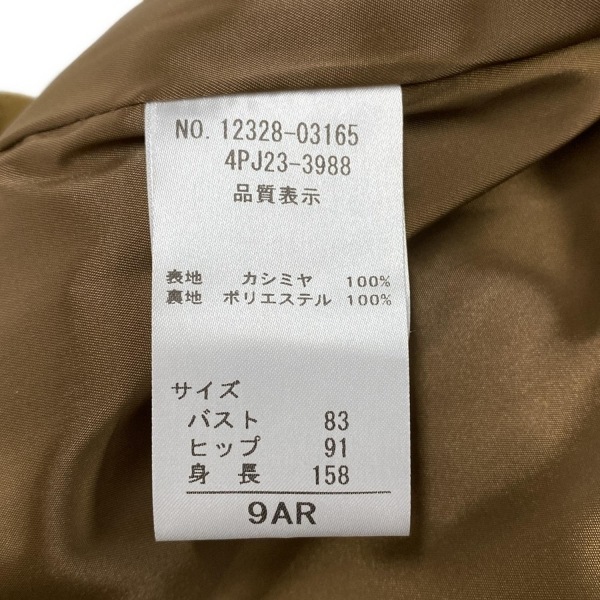 NO. 12328-03165
4PJ23-3988
品質表示
表地 カシミヤ 100%
裏地 ポリエステル 100%
サイズ
バスト 83
ヒップ 91
身長 158
9AR